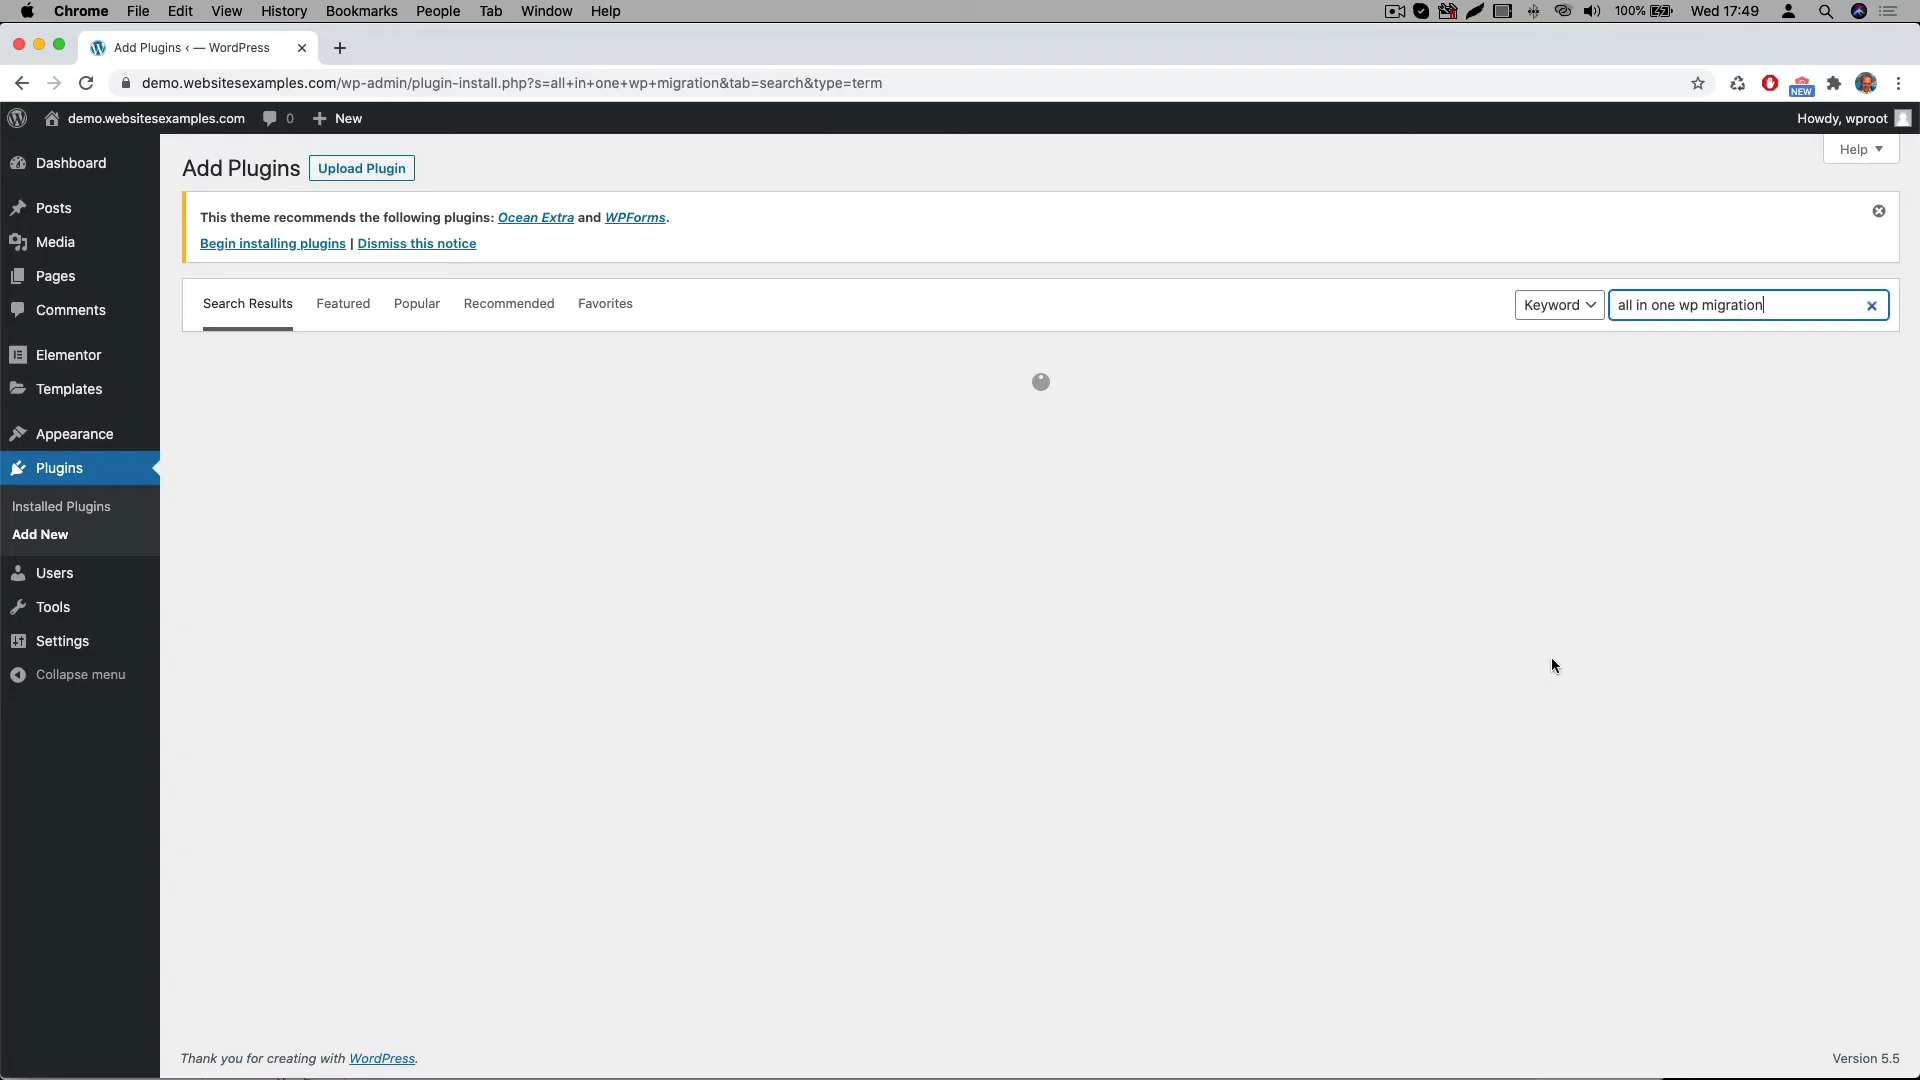 Chrome File Edit View History Bookmarks People Tab Window Help 100% Wed 17:49
Add Plugins ‹ — WordPress
demo.websitesexamples.com/wp-admin/plugin-install.php?s=all+in+one+wp+migration&tab=search&type=term
NEW
demo.websitesexamples.com 0 New Howdy, wproot
Help
Dashboard
Posts
Media
Pages
Comments
Elementor
Templates
Appearance
Plugins
Installed Plugins
Add New
Users
Tools
Settings
Collapse menu
Add Plugins Upload Plugin
This theme recommends the following plugins: Ocean Extra and WPForms.
Begin installing plugins | Dismiss this notice
Search Results Featured Popular Recommended Favorites Keyword all in one wp migration
Thank you for creating with WordPress. Version 5.5